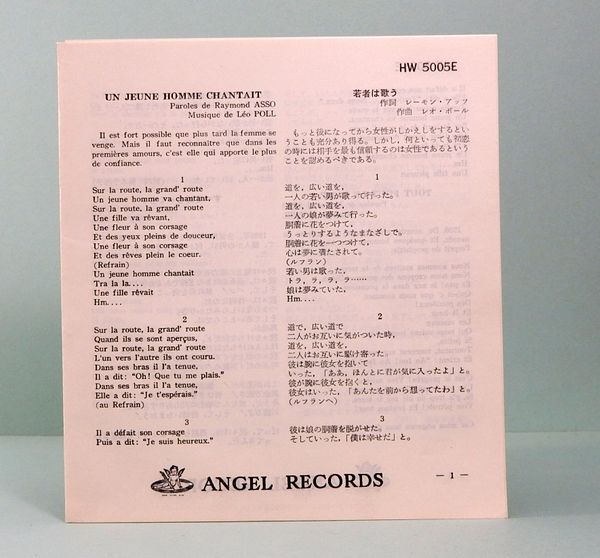 HW 5005E
UN JEUNE HOMME CHANTAIT
Paroles de Raymond ASSO
Musique de Léo POLL
Il est fort possible que plus tard la femme se
venge. Mais il faut reconnaître que dans les
premières amours, c'est elle qui apporte le plus
de confiance.
1
Sur la route, la grand' route
Un jeune homme va chantant,
Sur la route, la grand' route
Une fille va rêvant,
Une fleur à son corsage
Et des yeux pleins de douceur,
Une fleur à son corsage
Et des rêves plein le coeur.
(Refrain)
Un jeune homme chantait
Tra la la....
Une fille rêvait
Hm....
2
Sur la route, la grand' route
Quand ils se sont aperçus,
Sur la route, la grand' route
L'un vers l'autre ils ont couru.
Dans ses bras il l'a tenue,
Il a dit: "Oh! Que tu me plais."
Dans ses bras il l'a tenue,
Elle a dit: "Je t'espérais."
(au Refrain)
3
Il a défait son corsage
Puis a dit: "Je suis heureux."
若者は歌う
作詞 レーモン・アッソ
作曲 レオ・ポール
もっと後になってから女性がしかえしをするとい
うことも充分あり得る。しかし、何といっても初恋
の時には相手を最も信頼するのは女性であるという
ことを認めるべきである。
1
道を，広い道を，
一人の若い男が歌って行った。
道を，広い道を，
一人の娘が夢みて行った。
胴着に花をつけて，
うっとりするようなまなざしで。
胴着に花を一つつけて，
心は夢に満たされて。
(ルフラン)
若い男は歌った，
トラ，ラ，ラ，ラ……
娘は夢みていた，
Hm....
2
道で，広い道で
二人がお互いに気がついた時，
道を，広い道を，
二人はお互いに駆け寄った。
彼は腕に彼女を抱いて
いった，「ああ，ほんとに君が気に入ったよ」と。
彼が腕に彼女を抱くと，
彼女はいった，「あんたを前から想ってたわ」と。
(ルフランへ)
3
彼は娘の胴着を脱がせた。
そしていった，「僕は幸せだ」と。
ANGEL RECORDS
— 1 —